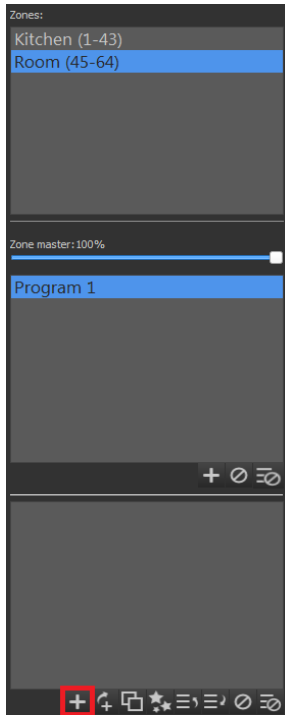 Zones:
Kitchen (1-43)
Room (45-64)
Zone master:100%
Program 1